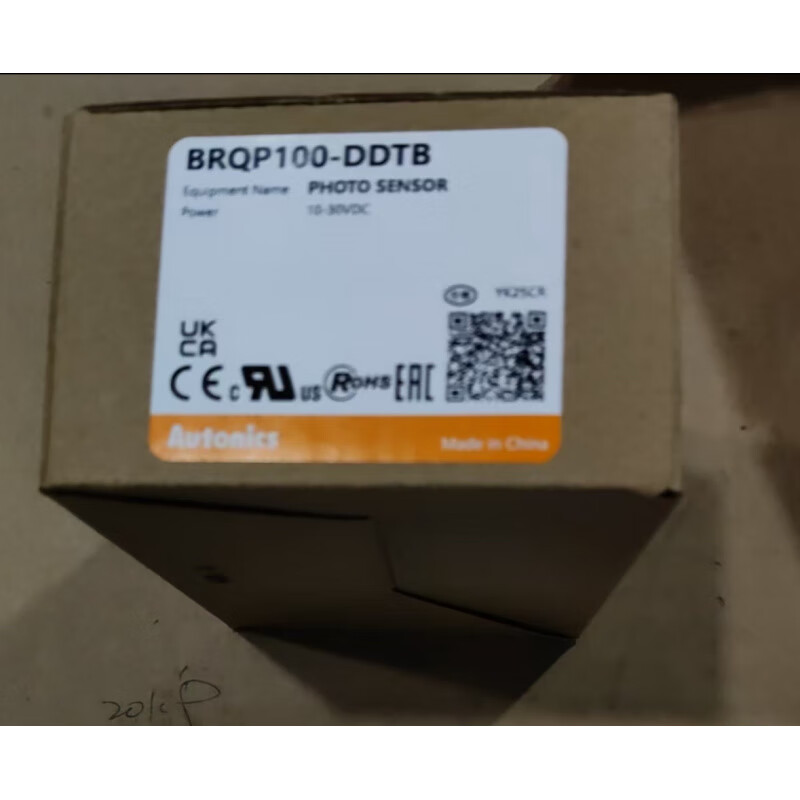 BRQP100-DDTB
Equipment Name PHOTO SENSOR
Power 10-30VDC
UK
CA
CE c US RoHS EAC
Autonics Made in China